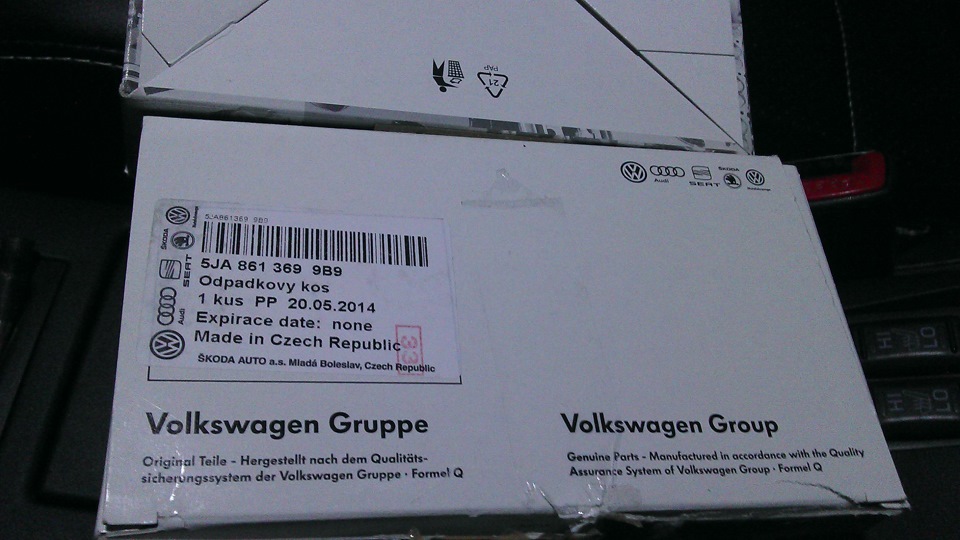 21
PAP
Audi
SEAT
ŠKODA
5JA861369 9B9
5JA 861 369 9B9
Odpadkovy kos
1 kus PP 20.05.2014
Expirace date: none
Made in Czech Republic
33
ŠKODA AUTO a.s. Mladá Boleslav, Czech Republic
ŠKODA
SEAT
Audi
Volkswagen Gruppe
Original Teile - Hergestellt nach dem Qualitäts-
sicherungssystem der Volkswagen Gruppe · Formel Q
Volkswagen Group
Genuine Parts - Manufactured in accordance with the Quality
Assurance System of Volkswagen Group · Formel Q
HI
LO
HI
LO